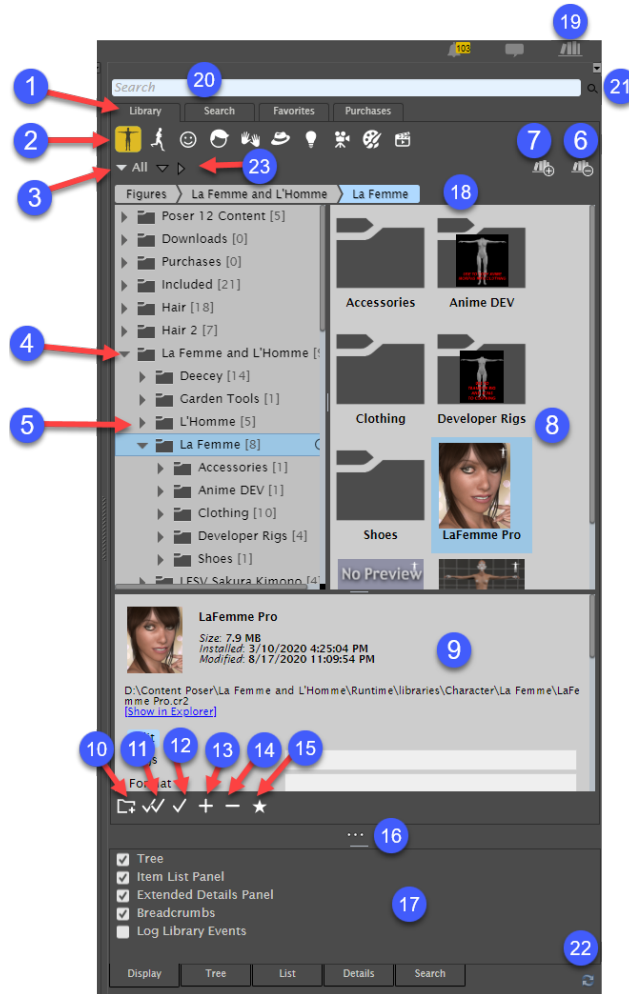 19
103
Search
20
21
1
Library
Search
Favorites
Purchases
2
7
6
All
23
3
Figures
La Femme and L'Homme
La Femme
18
Poser 12 Content [5]
Downloads [0]
Purchases [0]
Included [21]
Hair [18]
Hair 2 [7]
4
La Femme and L'Homme [
Deecey [14]
Garden Tools [1]
5
L'Homme [5]
La Femme [8]
Accessories [1]
Anime DEV [1]
Clothing [10]
Developer Rigs [4]
Shoes [1]
LFSV Sakura Kimono [4
Accessories
Anime DEV
Clothing
Developer Rigs
8
Shoes
LaFemme Pro
No Preview
LaFemme Pro
Size: 7.9 MB
Installed: 3/10/2020 4:25:04 PM
Modified: 8/17/2020 11:09:54 PM
9
D:\Content Poser\La Femme and L'Homme\Runtime\libraries\Character\La Femme\LaFe
mme Pro.cr2
[Show in Explorer]
10
11
12
13
14
15
Format
16
Tree
Item List Panel
Extended Details Panel
Breadcrumbs
Log Library Events
17
22
Display
Tree
List
Details
Search